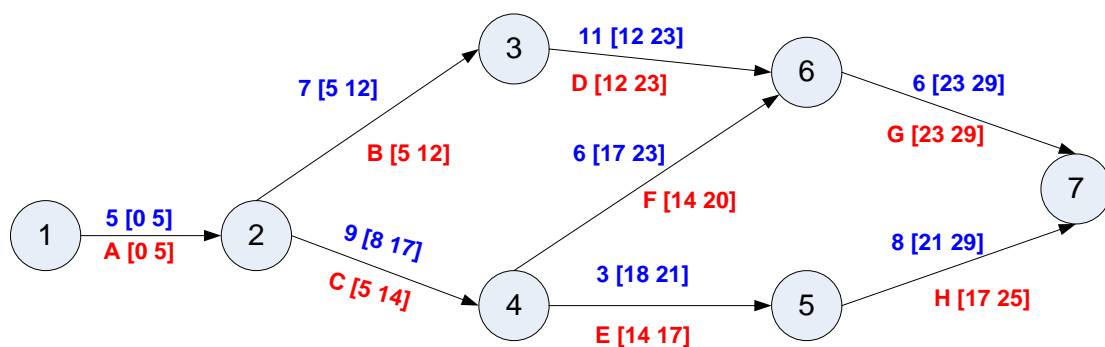 3
11 [12 23]
D [12 23]
6
6 [23 29]
G [23 29]
7 [5 12]
B [5 12]
6 [17 23]
F [14 20]
7
1
5 [0 5]
A [0 5]
2
9 [8 17]
C [5 14]
4
3 [18 21]
E [14 17]
5
8 [21 29]
H [17 25]